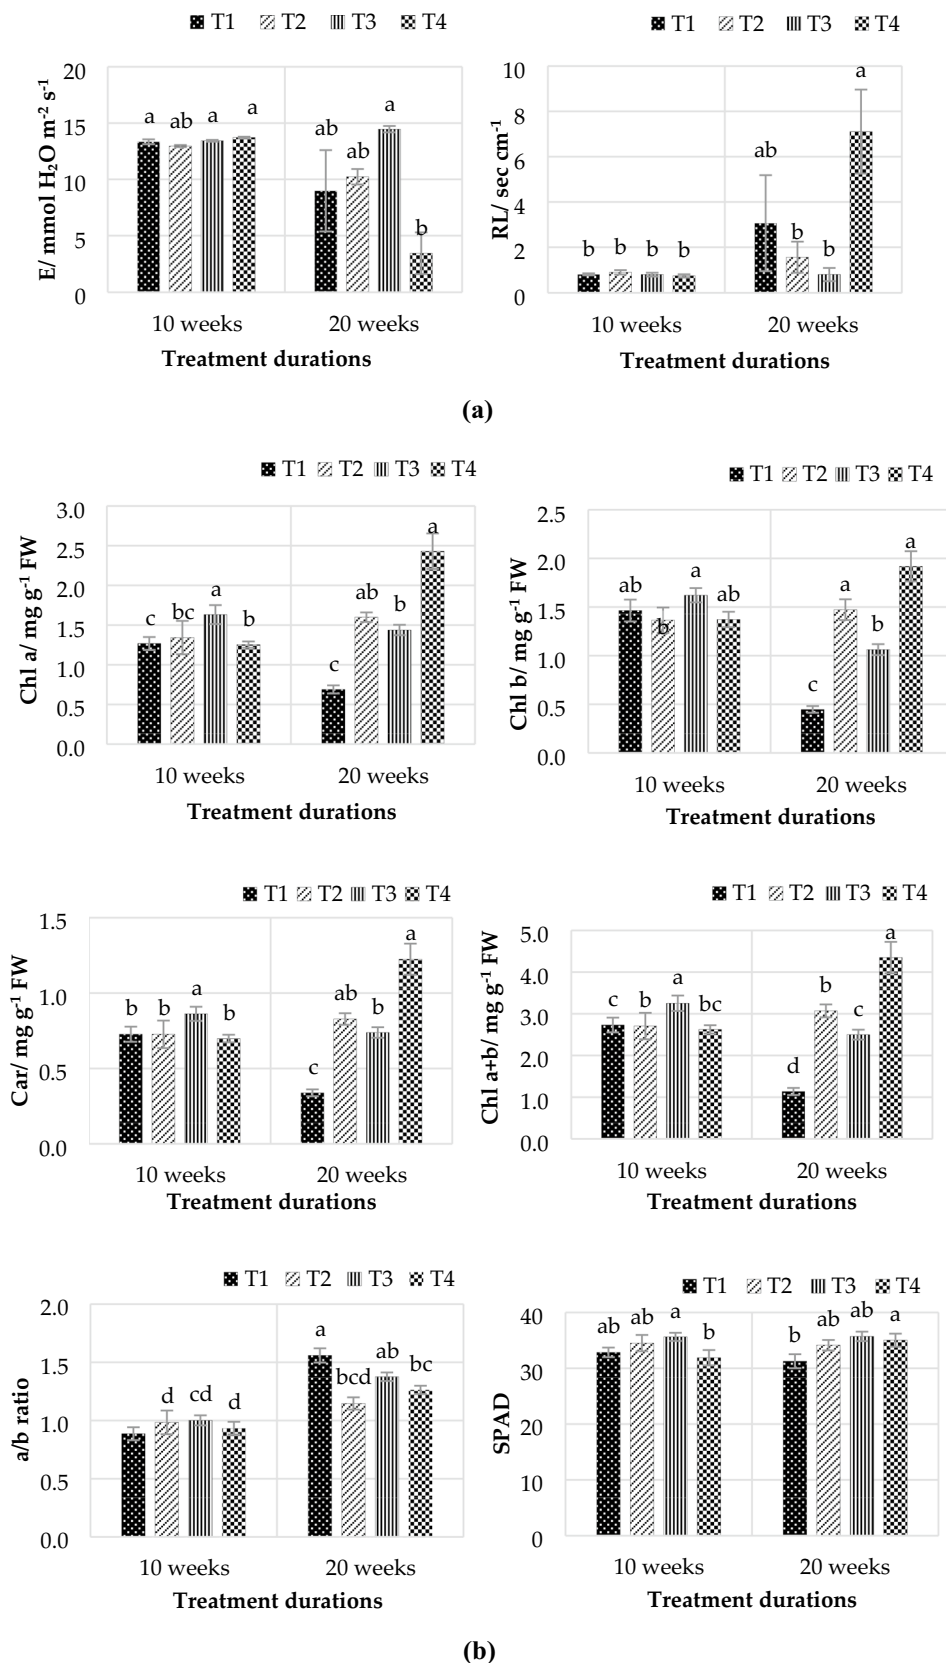 T1 T2 T3 T4
E/ mmol H₂O m⁻² s⁻¹
20
15
10
5
0
a ab a a
ab ab a b
10 weeks 20 weeks
Treatment durations
T1 T2 T3 T4
RL/ sec cm⁻¹
10
8
6
4
2
0
b b b b
ab b b a
10 weeks 20 weeks
Treatment durations
(a)
T1 T2 T3 T4
Chl a/ mg g⁻¹ FW
3.0
2.5
2.0
1.5
1.0
0.5
0.0
c bc a b
c ab b a
10 weeks 20 weeks
Treatment durations
T1 T2 T3 T4
Chl b/ mg g⁻¹ FW
2.5
2.0
1.5
1.0
0.5
0.0
ab b a ab
c a b a
10 weeks 20 weeks
Treatment durations
T1 T2 T3 T4
Car/ mg g⁻¹ FW
1.5
1.0
0.5
0.0
b b a b
c ab b a
10 weeks 20 weeks
Treatment durations
T1 T2 T3 T4
Chl a+b/ mg g⁻¹ FW
5.0
4.0
3.0
2.0
1.0
0.0
c b a bc
d b c a
10 weeks 20 weeks
Treatment durations
T1 T2 T3 T4
a/b ratio
2.0
1.5
1.0
0.5
0.0
d cd d
a bcd ab bc
10 weeks 20 weeks
Treatment durations
T1 T2 T3 T4
SPAD
40
30
20
10
0
ab ab a b
b ab ab a
10 weeks 20 weeks
Treatment durations
(b)